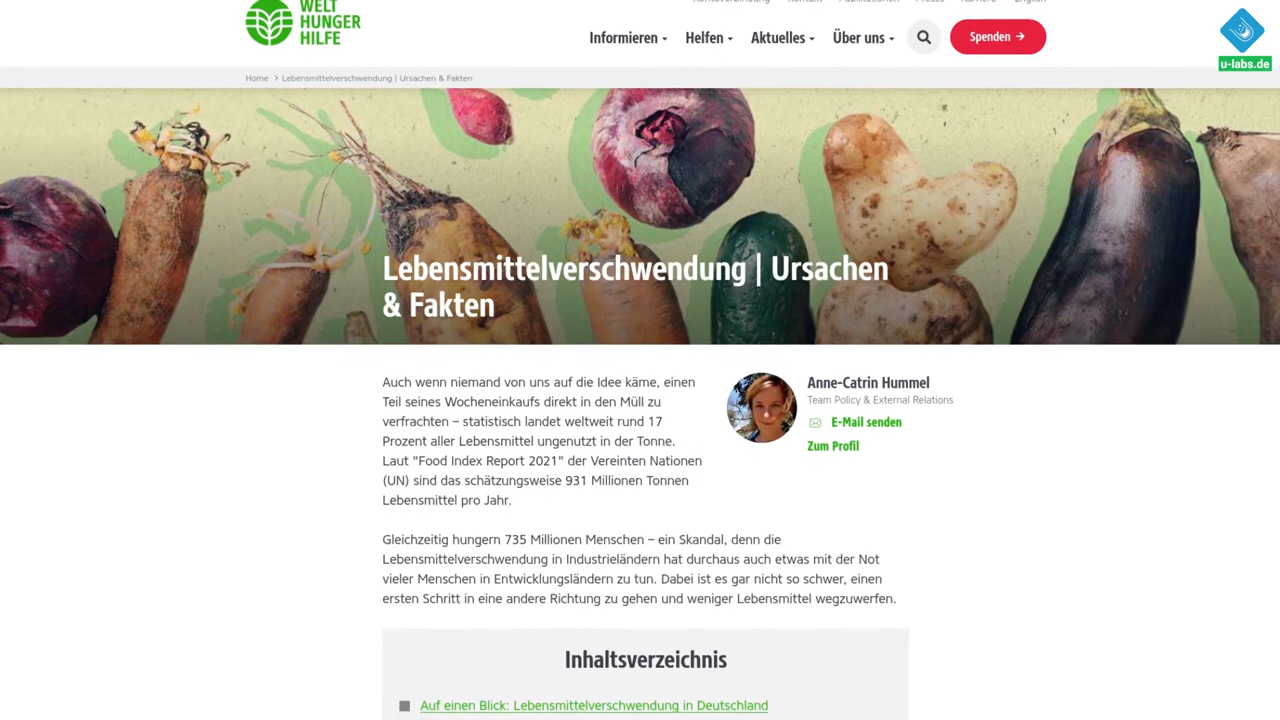 WELT
HUNGER
HILFE
Kontoverbindung Kontakt Publikationen Presse Karriere English
Informieren Helfen Aktuelles Über uns Spenden →
u-labs.de
Home > Lebensmittelverschwendung | Ursachen & Fakten
Lebensmittelverschwendung | Ursachen
& Fakten
Auch wenn niemand von uns auf die Idee käme, einen
Teil seines Wocheneinkaufs direkt in den Müll zu
verfrachten – statistisch landet weltweit rund 17
Prozent aller Lebensmittel ungenutzt in der Tonne.
Laut "Food Index Report 2021" der Vereinten Nationen
(UN) sind das schätzungsweise 931 Millionen Tonnen
Lebensmittel pro Jahr.
Anne-Catrin Hummel
Team Policy & External Relations
E-Mail senden
Zum Profil
Gleichzeitig hungern 735 Millionen Menschen – ein Skandal, denn die
Lebensmittelverschwendung in Industrieländern hat durchaus auch etwas mit der Not
vieler Menschen in Entwicklungsländern zu tun. Dabei ist es gar nicht so schwer, einen
ersten Schritt in eine andere Richtung zu gehen und weniger Lebensmittel wegzuwerfen.
Inhaltsverzeichnis
Auf einen Blick: Lebensmittelverschwendung in Deutschland